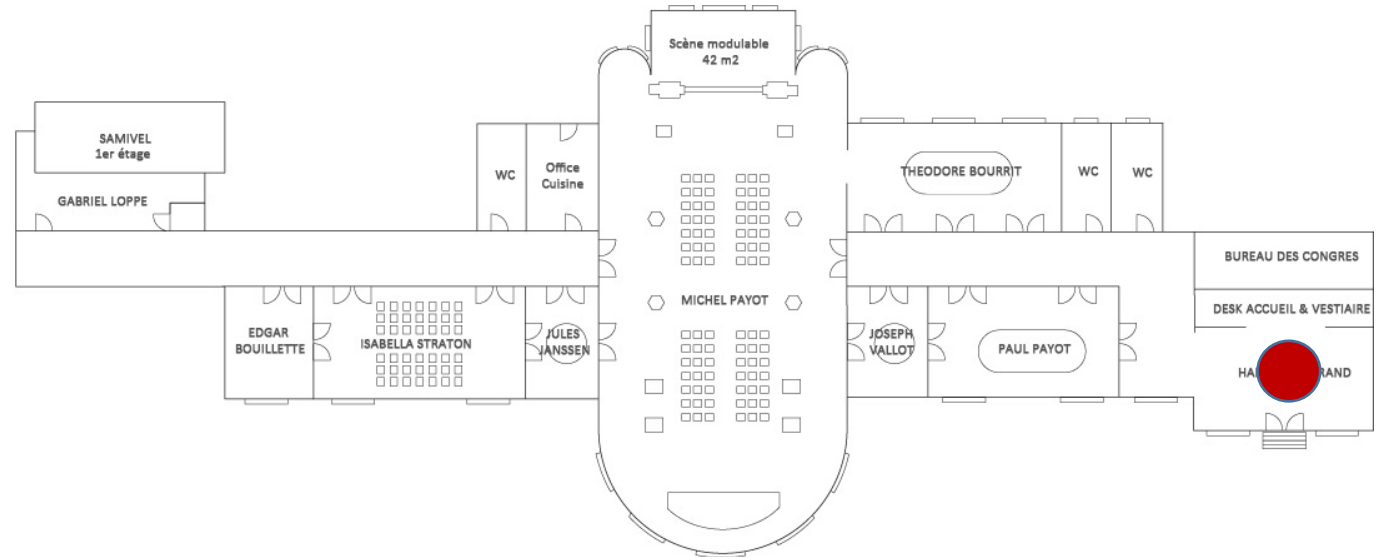 Scène modulable
42 m2
SAMIVEL
1er étage
GABRIEL LOPPE
WC
Office
Cuisine
THEODORE BOURRIT
WC
WC
BUREAU DES CONGRES
DESK ACCUEIL & VESTIAIRE
MICHEL PAYOT
EDGAR
BOUILLETTE
ISABELLA STRATON
JULES
JANSSEN
JOSEPH
VALLOT
PAUL PAYOT